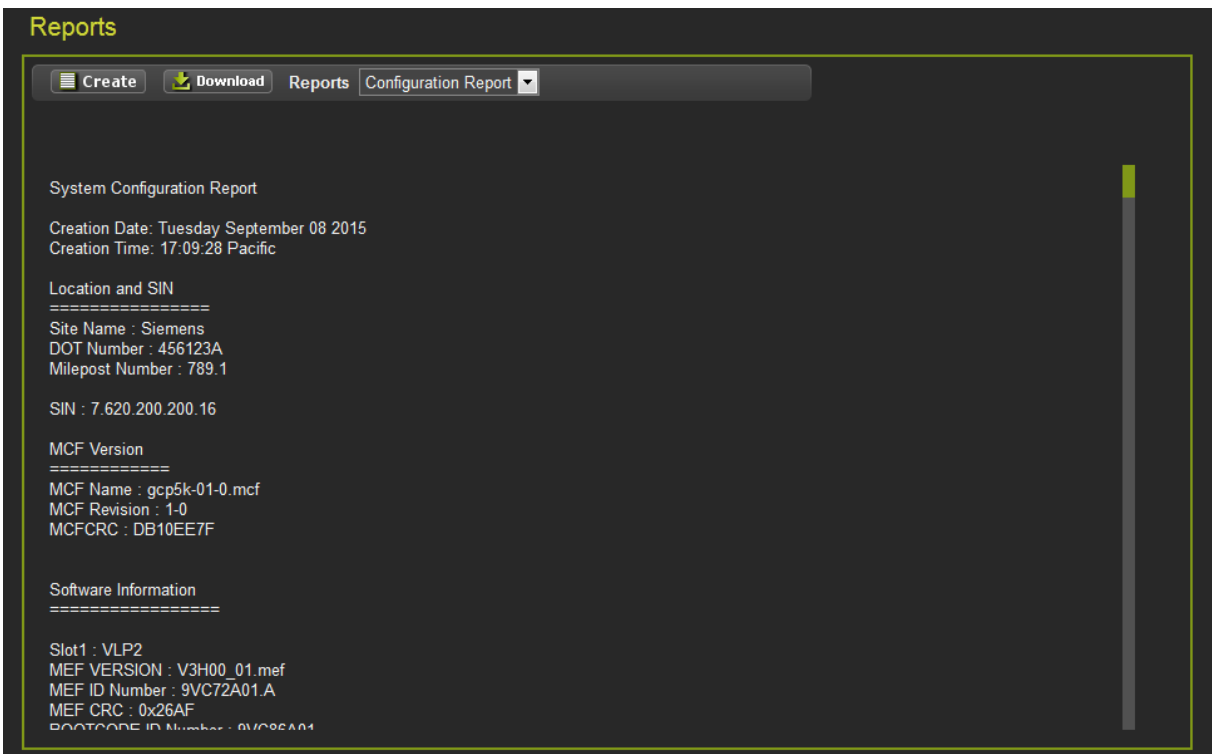 Reports
Create Download Reports Configuration Report
System Configuration Report
Creation Date: Tuesday September 08 2015
Creation Time: 17:09:28 Pacific
Location and SIN
================
Site Name : Siemens
DOT Number : 456123A
Milepost Number : 789.1
SIN : 7.620.200.200.16
MCF Version
============
MCF Name : gcp5k-01-0.mcf
MCF Revision : 1-0
MCFCRC : DB10EE7F
Software Information
=================
Slot1 : VLP2
MEF VERSION : V3H00_01.mef
MEF ID Number : 9VC72A01.A
MEF CRC : 0x26AF
ID Number :